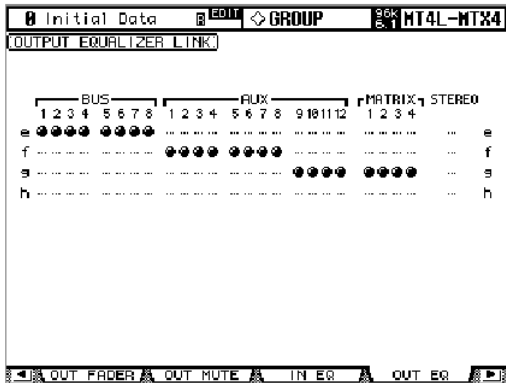 0 Initial Data R EDIT ◇ GROUP 96K 6.1 MT4L-MTX4
OUTPUT EQUALIZER LINK
BUS AUX MATRIX STEREO
1 2 3 4 5 6 7 8 1 2 3 4 5 6 7 8 9 10 11 12 1 2 3 4
e e
f f
g g
h h
OUT FADER OUT MUTE IN EQ OUT EQ